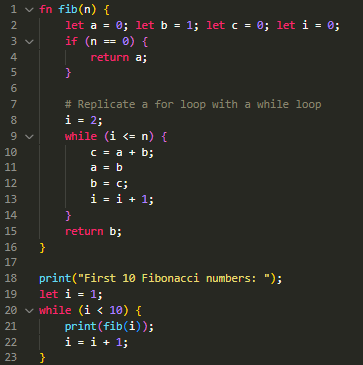 1 fn fib(n) {
2 let a = 0; let b = 1; let c = 0; let i = 0;
3 if (n == 0) {
4 return a;
5 }
6
7 # Replicate a for loop with a while loop
8 i = 2;
9 while (i <= n) {
10 c = a + b;
11 a = b
12 b = c;
13 i = i + 1;
14 }
15 return b;
16 }
17
18 print("First 10 Fibonacci numbers: ");
19 let i = 1;
20 while (i < 10) {
21 print(fib(i));
22 i = i + 1;
23 }